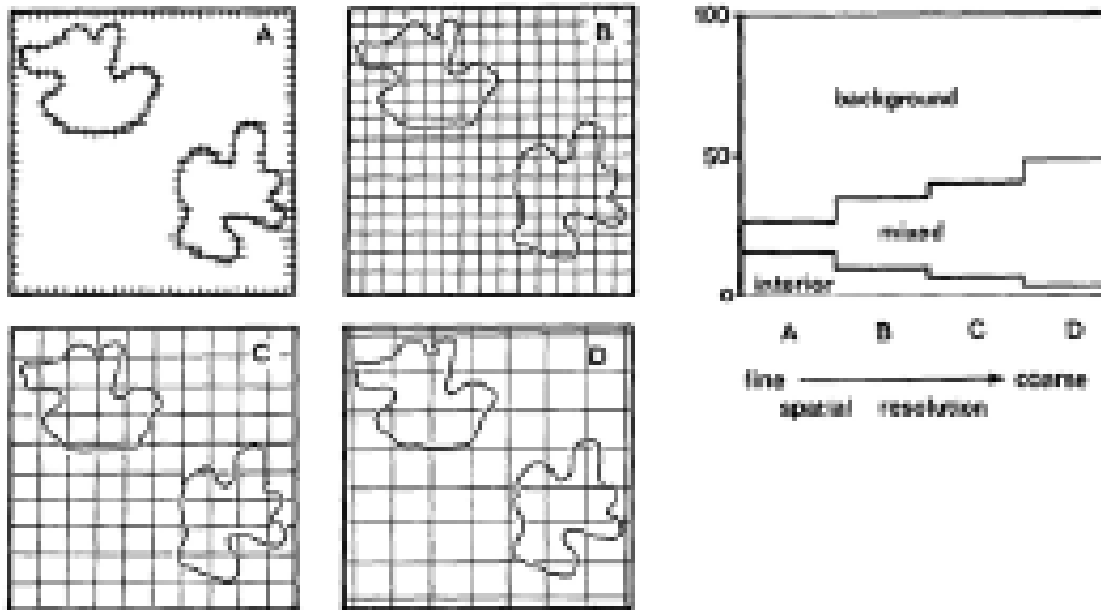 A
B
C
D
100
50
0
background
mixed
interior
A B C D
fine coarse
spatial resolution